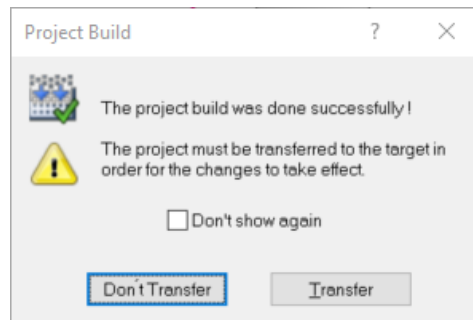 Project Build
?
The project build was done successfully !
The project must be transferred to the target in
order for the changes to take effect.
Don't show again
Don't Transfer
Transfer